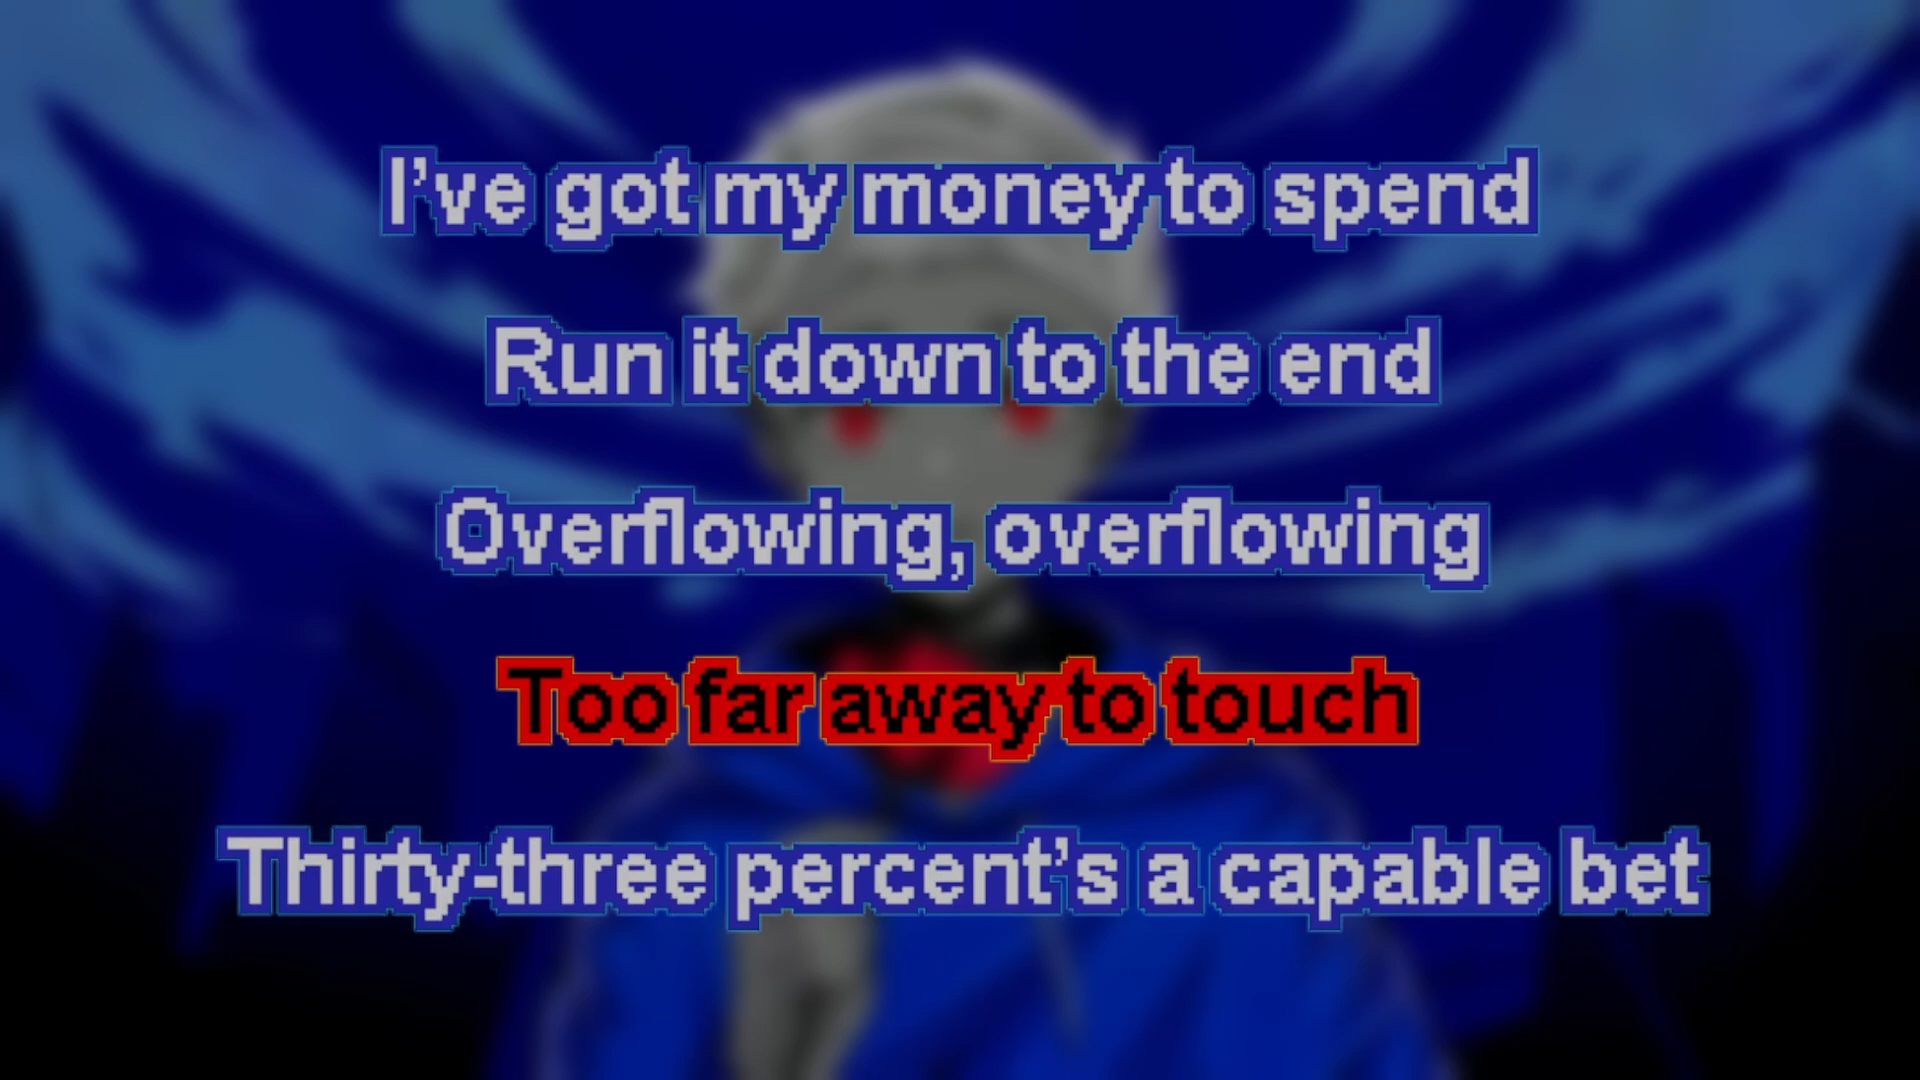 I’ve got my money to spend
Run it down to the end
Overflowing, overflowing
Too far away to touch
Thirty-three percent’s a capable bet